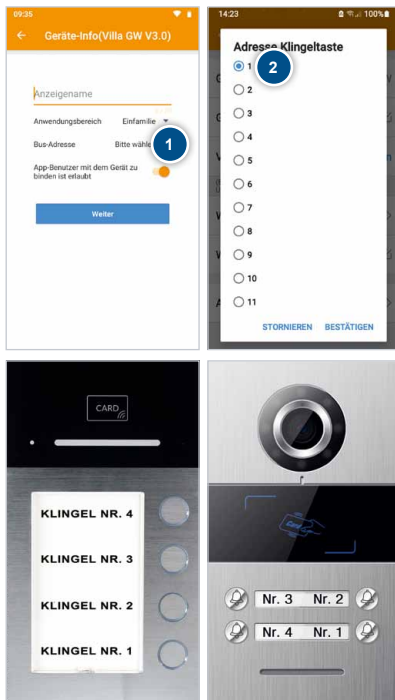 09:35
Geräte-Info(Villa GW V3.0)
Anzeigename
Anwendungsbereich Einfamilie
Bus-Adresse Bitte wähle
1
App-Benutzer mit dem Gerät zu
binden ist erlaubt
Weiter
14:23 100%
Adresse Klingeltaste
1
2
2
3
4
5
6
7
8
9
10
11
STORNIEREN BESTÄTIGEN
CARD
KLINGEL NR. 4
KLINGEL NR. 3
KLINGEL NR. 2
KLINGEL NR. 1
Card
Nr. 3 Nr. 2
Nr. 4 Nr. 1